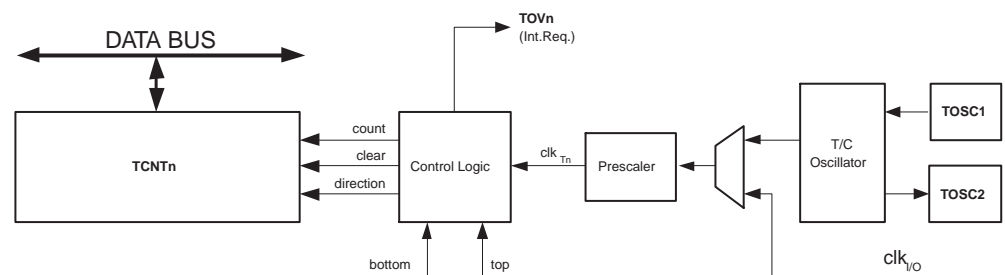 DATA BUS
TOVn
(Int.Req.)
TCNTn
count
clear
direction
Control Logic
clk Tn
Prescaler
T/C
Oscillator
TOSC1
TOSC2
bottom
top
clk I/O